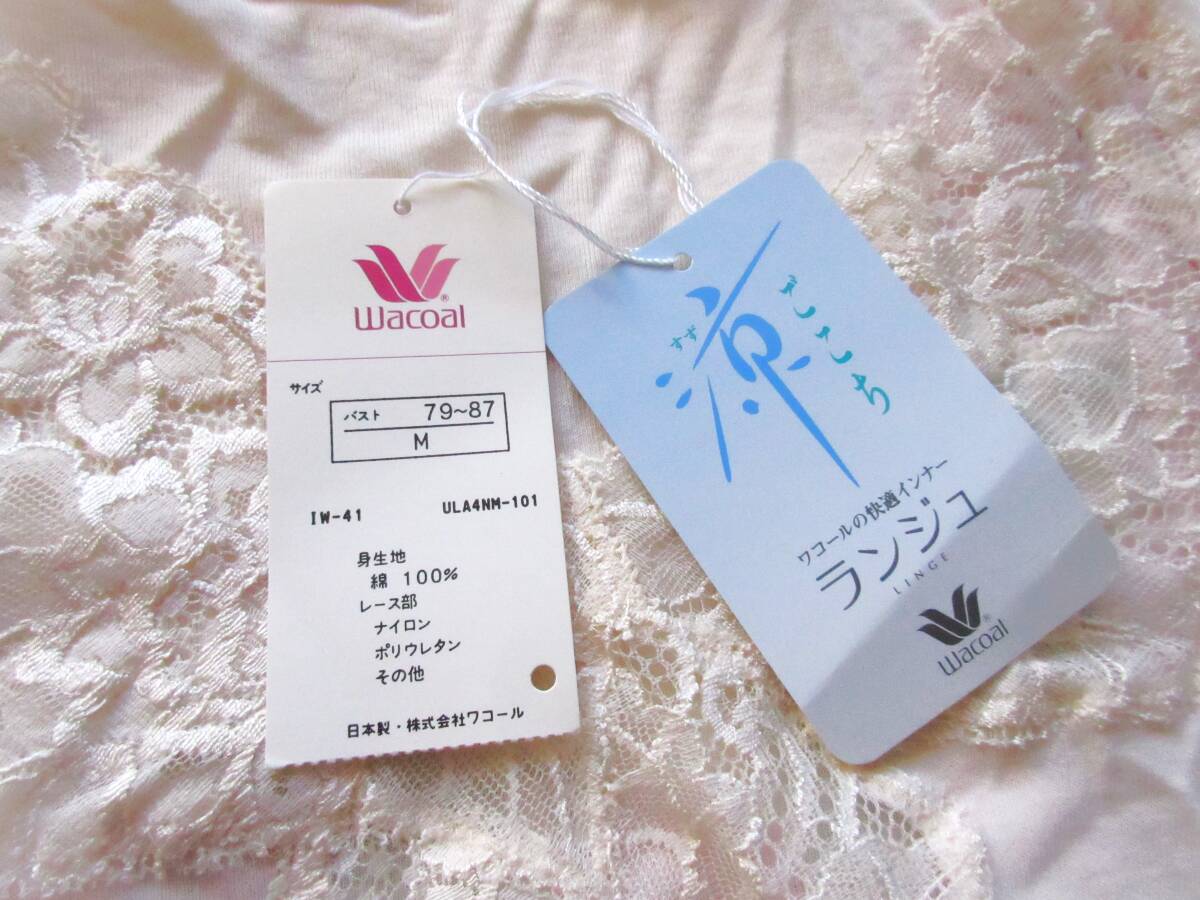 Wacoal®
サイズ
バスト 79~87
M
IW-41 ULA4NM-101
身生地
綿 100%
レース部
ナイロン
ポリウレタン
その他
日本製・株式会社ワコール
すず
涼
ごこち
ワコールの快適インナー
ランジュ
LINGE
Wacoal®